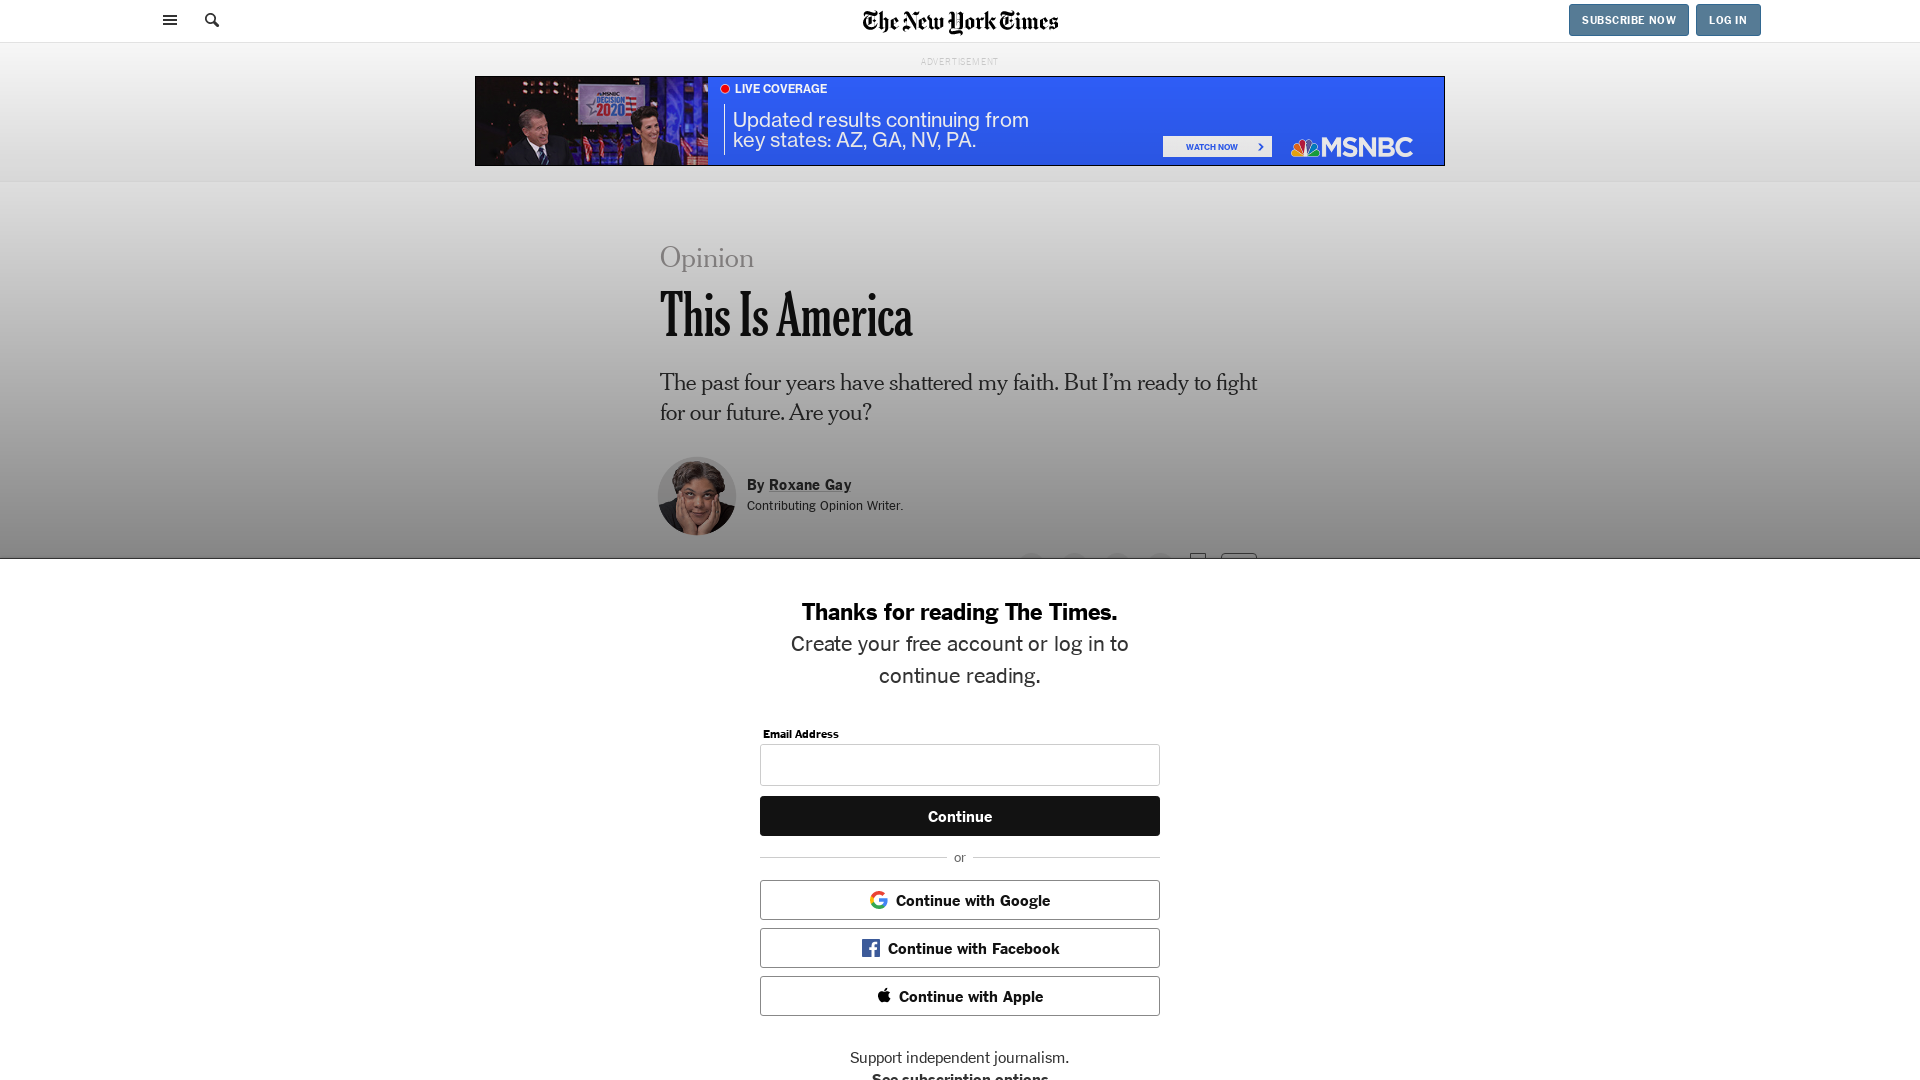 The New York Times
SUBSCRIBE NOW
LOG IN
ADVERTISEMENT
MSNBC
DECISION
2020
LIVE COVERAGE
Updated results continuing from
key states: AZ, GA, NV, PA.
WATCH NOW
MSNBC
Opinion
This Is America
The past four years have shattered my faith. But I’m ready to fight
for our future. Are you?
By Roxane Gay
Contributing Opinion Writer.
Thanks for reading The Times.
Create your free account or log in to
continue reading.
Email Address
Continue
or
Continue with Google
Continue with Facebook
Continue with Apple
Support independent journalism.
See subscription options